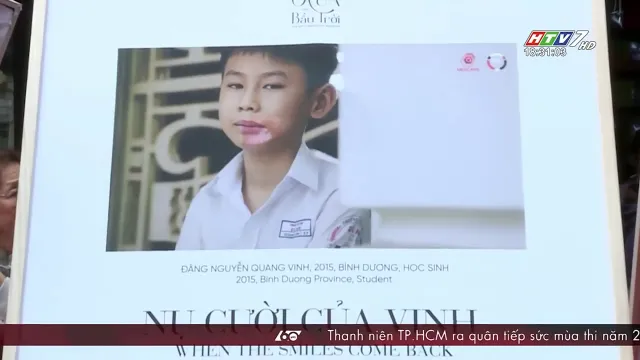 Bầu Trời
HTV7 HD
18:31:03
ĐẶNG NGUYỄN QUANG VINH, 2015, BÌNH DƯƠNG, HỌC SINH
2015, Binh Duong Province, Student
NỤ CƯỜI CỦA VINH
WHEN THE SMILES COME BACK
60 Thanh niên TP.HCM ra quân tiếp sức mùa thi năm 2